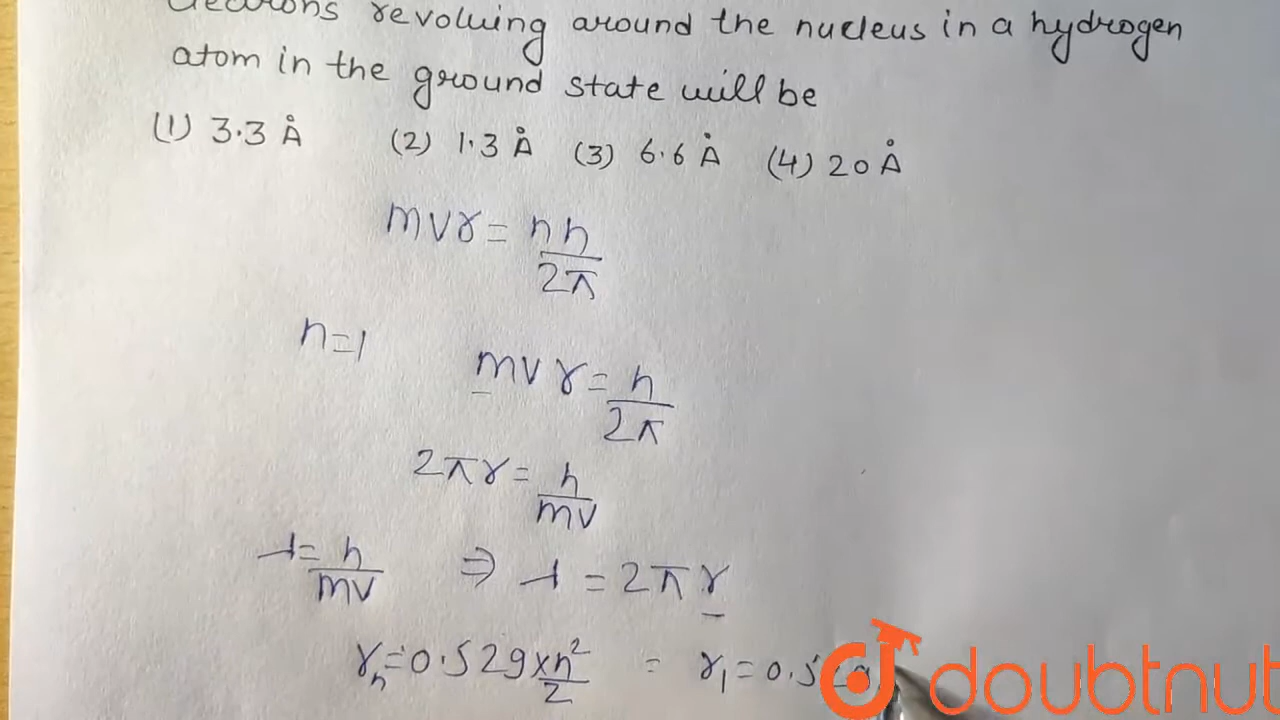 Electrons revolving around the nucleus in a hydrogen
atom in the ground state will be
(1) 3.3 Å (2) 1.3 Å (3) 6.6 Å (4) 20 Å
mvr = nh/2π
n=1
mvr = h/2π
2πr = h/mv
λ = h/mv ⇒ λ = 2πr
rₙ = 0.529 × n²/2 = r₁ = 0.5
doubtnut